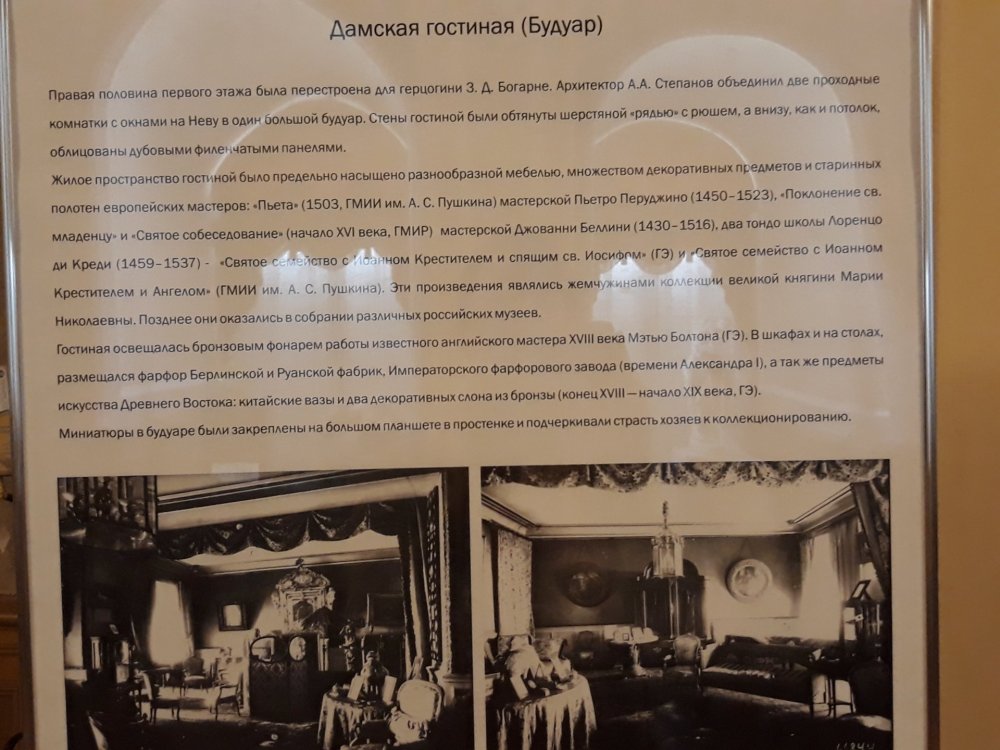 Дамская гостиная (Будуар)
Правая половина первого этажа была перестроена для герцогини З. Д. Богарне. Архитектор А.А. Степанов объединил две проходные
комнатки с окнами на Неву в один большой будуар. Стены гостиной были обтянуты шерстяной «рядью» с рюшем, а внизу, как и потолок,
облицованы дубовыми филенчатыми панелями.
Жилое пространство гостиной было предельно насыщено разнообразной мебелью, множеством декоративных предметов и старинных
полотен европейских мастеров: «Пьета» (1503, ГМИИ им. А. С. Пушкина) мастерской Пьетро Перуджино (1450–1523), «Поклонение св.
младенцу» и «Святое собеседование» (начало XVI века, ГМИР) мастерской Джованни Беллини (1430–1516), два тондо школы Лоренцо
ди Креди (1459–1537) - «Святое семейство с Иоанном Крестителем и спящим св. Иосифом» (ГЭ) и «Святое семейство с Иоанном
Крестителем и Ангелом» (ГМИИ им. А. С. Пушкина). Эти произведения являлись жемчужинами коллекции великой княгини Марии
Николаевны. Позднее они оказались в собрании различных российских музеев.
Гостиная освещалась бронзовым фонарем работы известного английского мастера XVIII века Мэтью Болтона (ГЭ). В шкафах и на столах,
размещался фарфор Берлинской и Руанской фабрик, Императорского фарфорового завода (времени Александра I), а так же предметы
искусства Древнего Востока: китайские вазы и два декоративных слона из бронзы (конец XVIII — начало XIX века, ГЭ).
Миниатюры в будуаре были закреплены на большом планшете в простенке и подчеркивали страсть хозяев к коллекционированию.